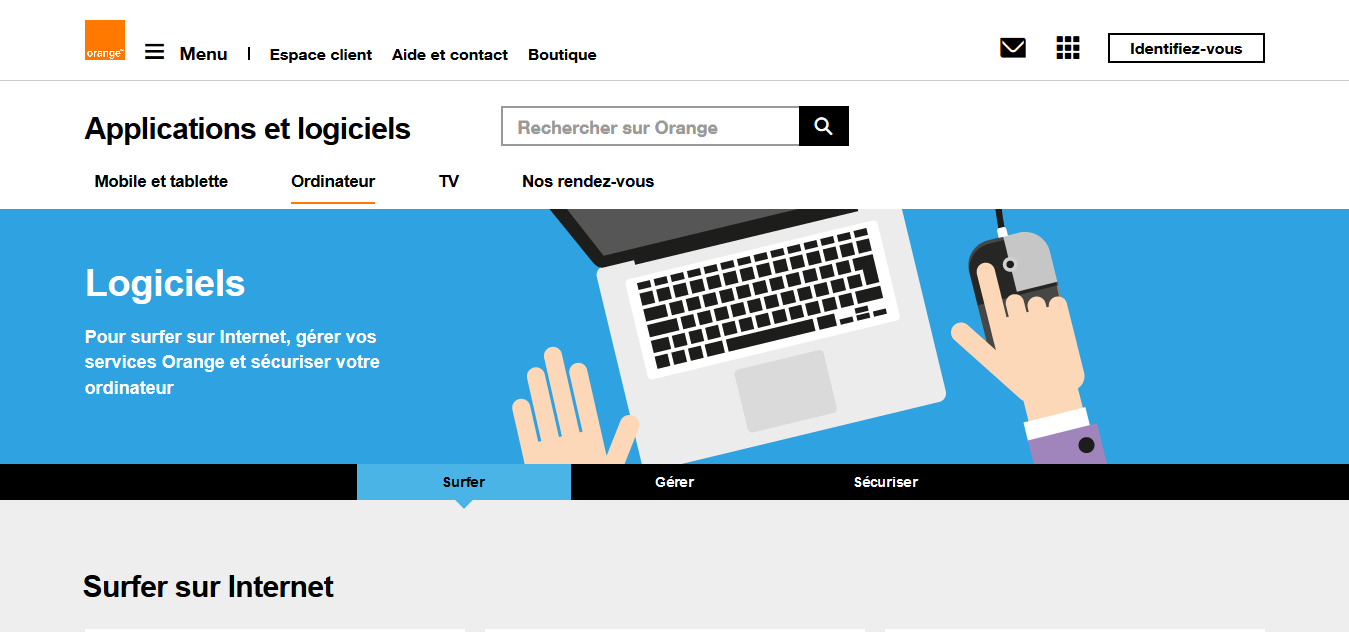 orange™
Menu
Espace client
Aide et contact
Boutique
Identifiez-vous
Applications et logiciels
Rechercher sur Orange
Mobile et tablette
Ordinateur
TV
Nos rendez-vous
Logiciels
Pour surfer sur Internet, gérer vos
services Orange et sécuriser votre
ordinateur
Surfer
Gérer
Sécuriser
Surfer sur Internet